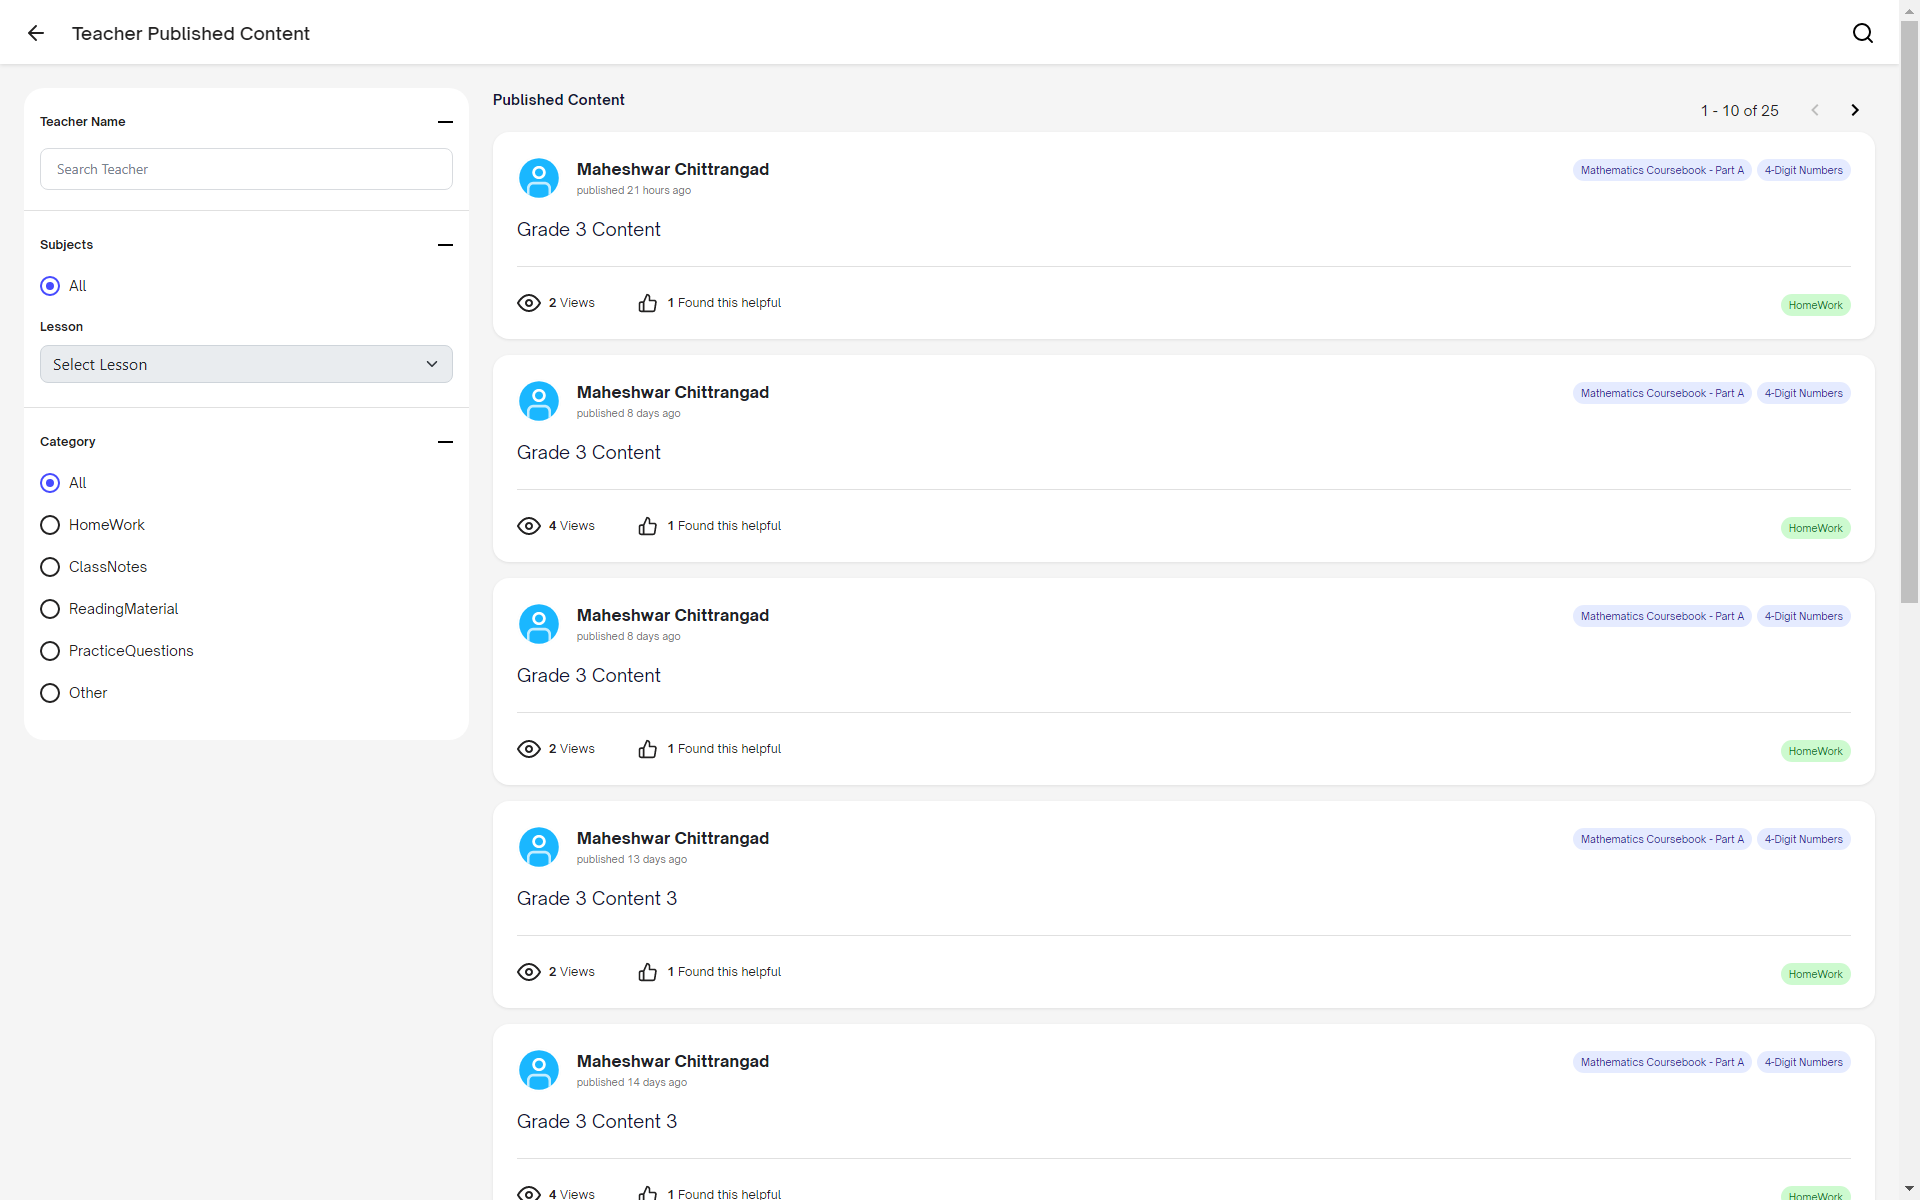 Teacher Published Content
Teacher Name
Search Teacher
Subjects
All
Lesson
Select Lesson
Category
All
HomeWork
ClassNotes
ReadingMaterial
PracticeQuestions
Other
Published Content
1 - 10 of 25
Maheshwar Chittrangad
published 21 hours ago
Mathematics Coursebook - Part A
4-Digit Numbers
Grade 3 Content
2 Views
1 Found this helpful
HomeWork
Maheshwar Chittrangad
published 8 days ago
Mathematics Coursebook - Part A
4-Digit Numbers
Grade 3 Content
4 Views
1 Found this helpful
HomeWork
Maheshwar Chittrangad
published 8 days ago
Mathematics Coursebook - Part A
4-Digit Numbers
Grade 3 Content
2 Views
1 Found this helpful
HomeWork
Maheshwar Chittrangad
published 13 days ago
Mathematics Coursebook - Part A
4-Digit Numbers
Grade 3 Content 3
2 Views
1 Found this helpful
HomeWork
Maheshwar Chittrangad
published 14 days ago
Mathematics Coursebook - Part A
4-Digit Numbers
Grade 3 Content 3
4 Views
1 Found this helpful
HomeWork